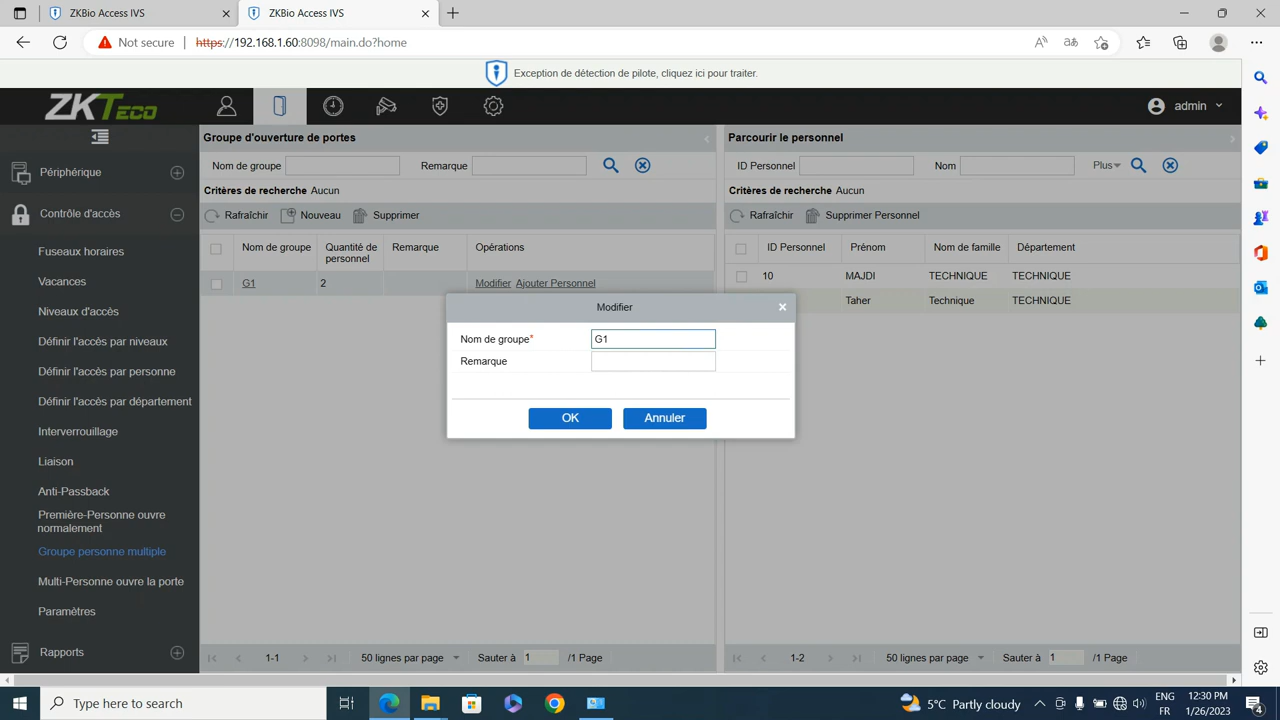 ZKBio Access IVS
ZKBio Access IVS
Not secure
https://192.168.1.60:8098/main.do?home
Exception de détection de pilote, cliquez ici pour traiter.
ZKTECO
admin
Périphérique
Contrôle d'accès
Fuseaux horaires
Vacances
Niveaux d'accès
Définir l'accès par niveaux
Définir l'accès par personne
Définir l'accès par département
Interverrouillage
Liaison
Anti-Passback
Première-Personne ouvre
normalement
Groupe personne multiple
Multi-Personne ouvre la porte
Paramètres
Rapports
Groupe d'ouverture de portes
Nom de groupe
Remarque
Critères de recherche Aucun
Rafraîchir
Nouveau
Supprimer
Nom de groupe
Quantité de
personnel
Remarque
Opérations
G1
2
Modifier
Ajouter Personnel
Modifier
Nom de groupe*
G1
Remarque
OK
Annuler
1-1
50 lignes par page
Sauter à
1
/1 Page
Parcourir le personnel
ID Personnel
Nom
Plus
Critères de recherche Aucun
Rafraîchir
Supprimer Personnel
ID Personnel
Prénom
Nom de famille
Département
10
MAJDI
TECHNIQUE
TECHNIQUE
Taher
Technique
TECHNIQUE
1-2
50 lignes par page
Sauter à
1
/1 Page
Type here to search
5°C Partly cloudy
ENG
FR
12:30 PM
1/26/2023
4